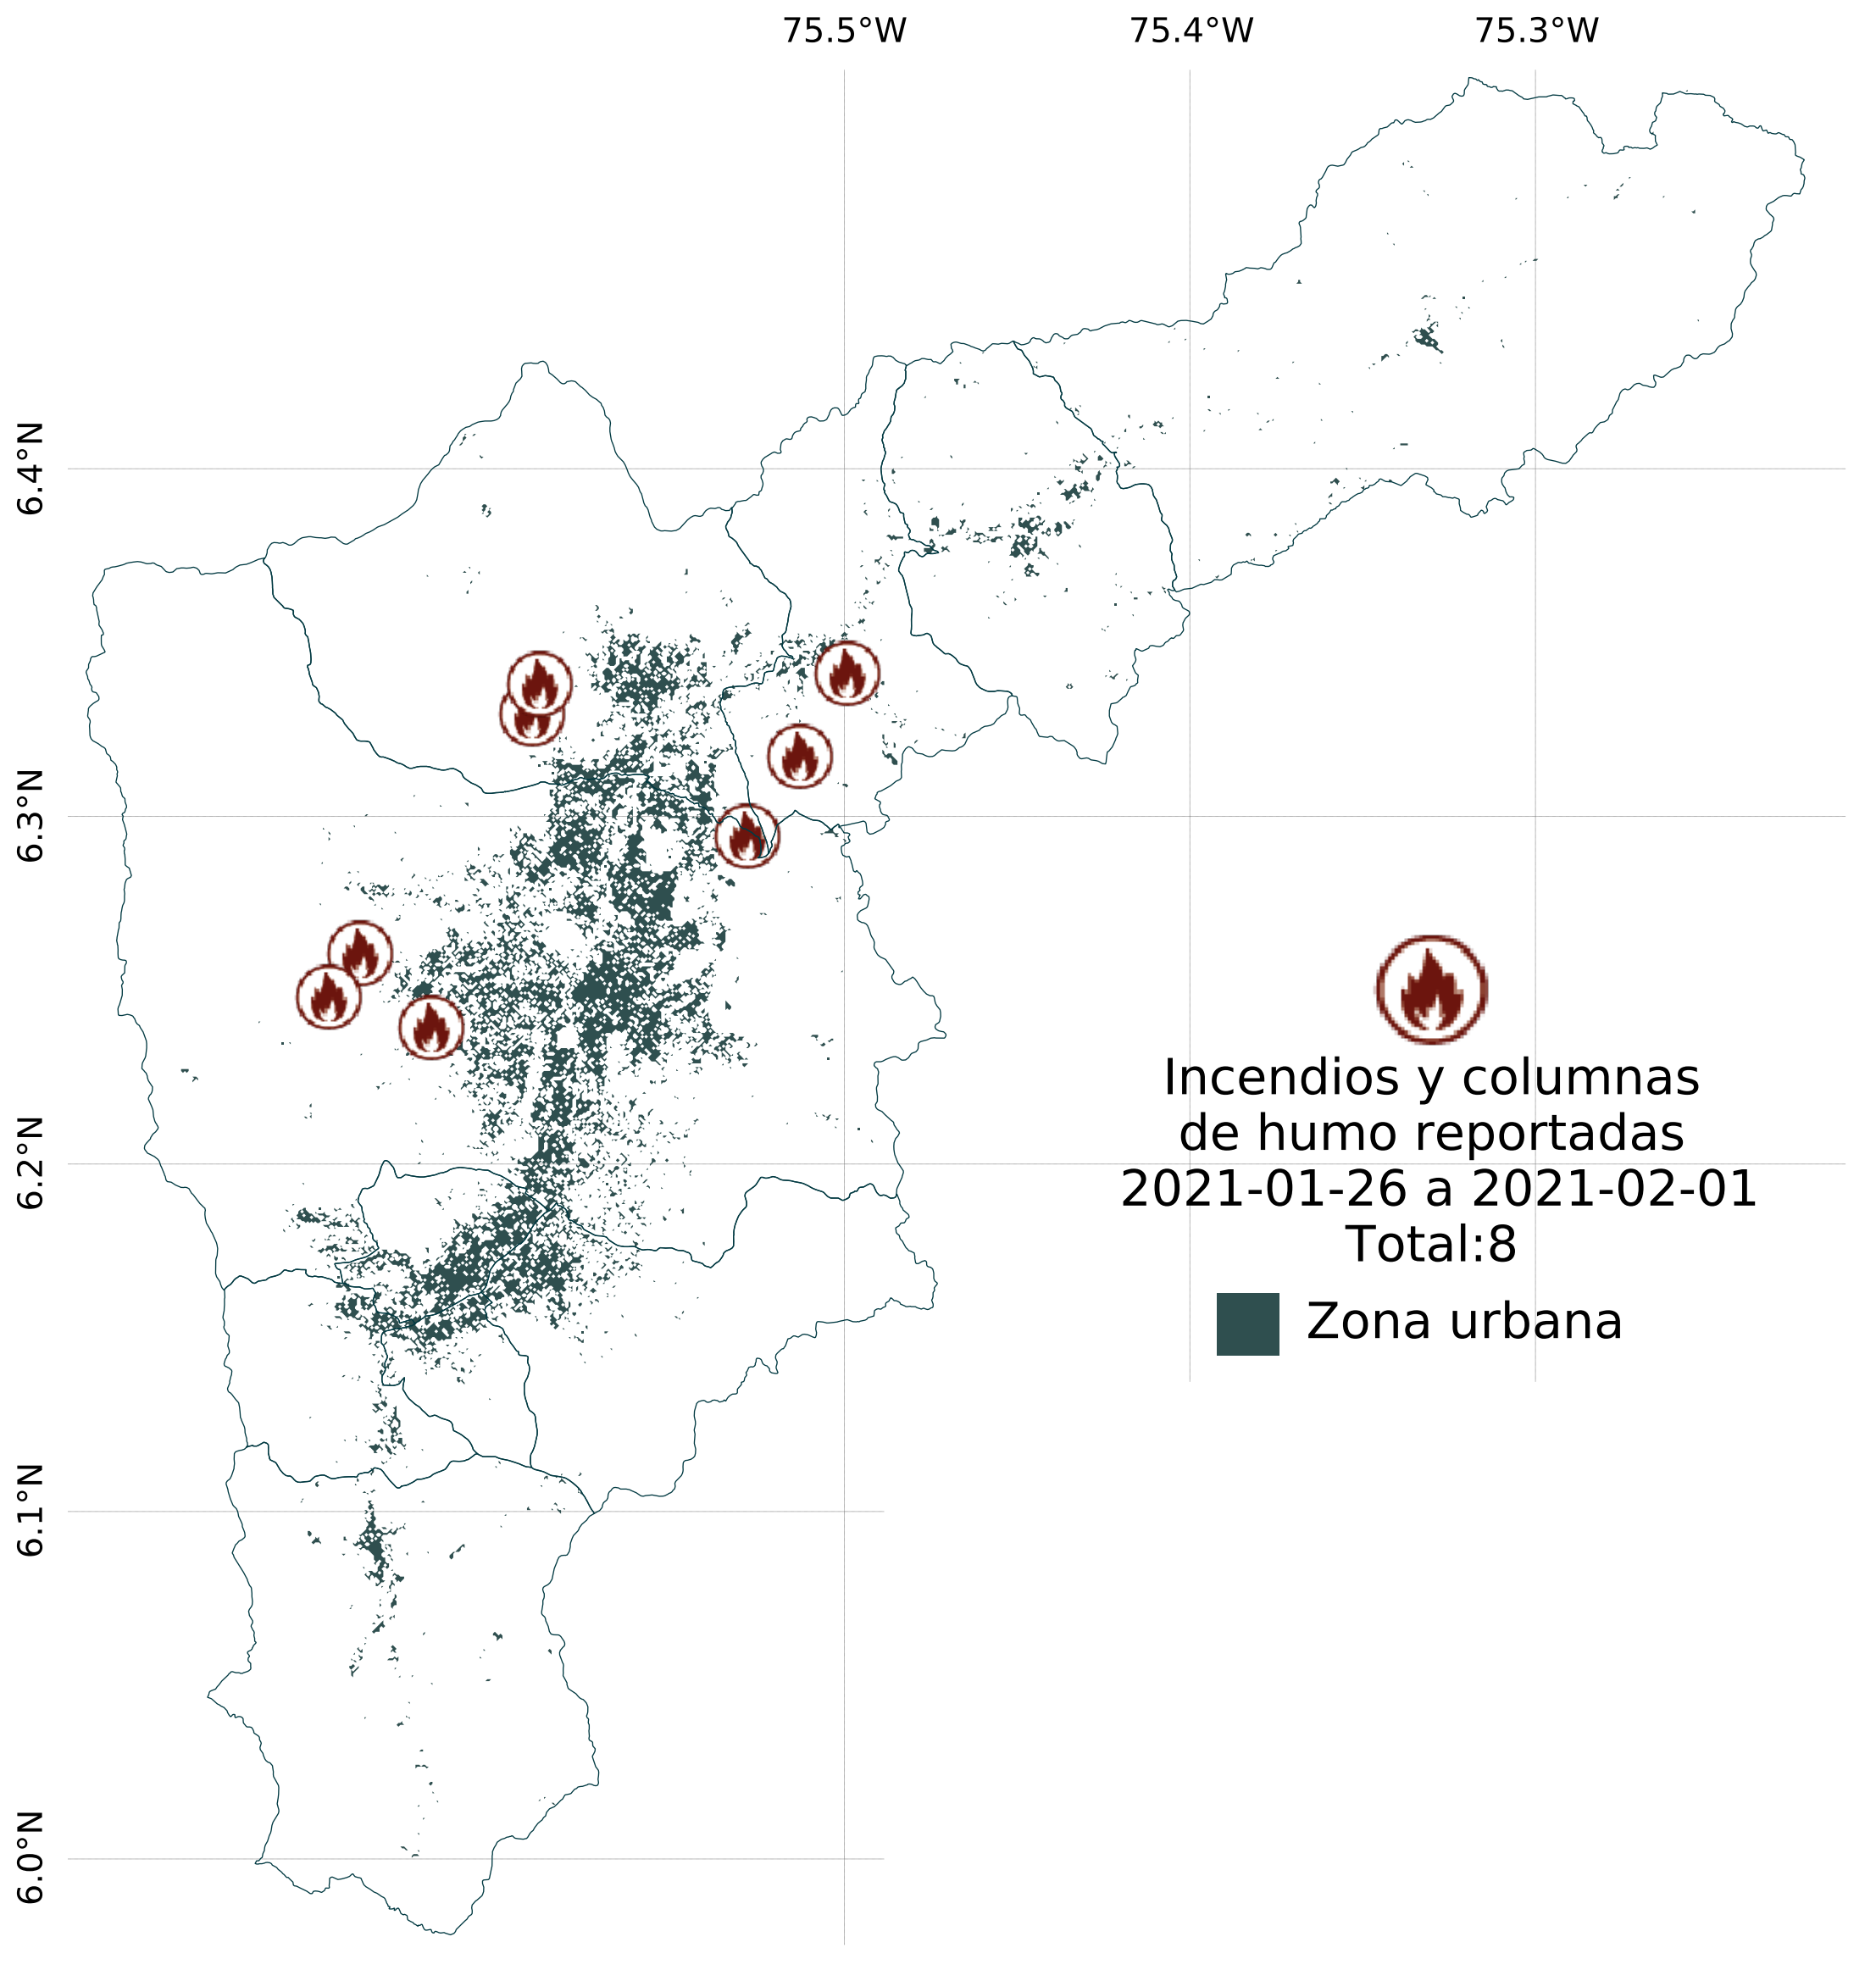 75.5°W
75.4°W
75.3°W
6.4°N
6.3°N
6.2°N
6.1°N
6.0°N
Incendios y columnas
de humo reportadas
2021-01-26 a 2021-02-01
Total:8
Zona urbana